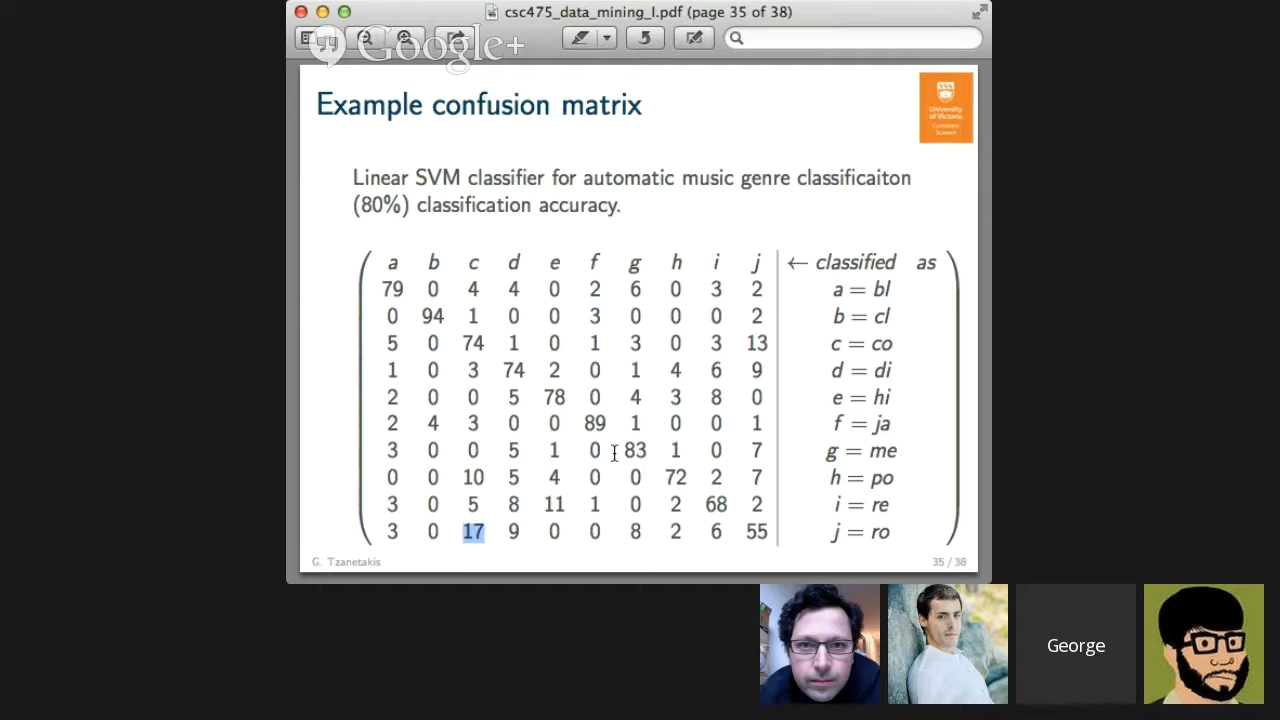 csc475_data_mining_I.pdf (page 35 of 38)
Google+
Example confusion matrix
University
of Victoria
Computer
Science
Linear SVM classifier for automatic music genre classificaiton
(80%) classification accuracy.
a b c d e f g h i j ← classified as
79 0 4 4 0 2 6 0 3 2 a = bl
0 94 1 0 0 3 0 0 0 2 b = cl
5 0 74 1 0 1 3 0 3 13 c = co
1 0 3 74 2 0 1 4 6 9 d = di
2 0 0 5 78 0 4 3 8 0 e = hi
2 4 3 0 0 89 1 0 0 1 f = ja
3 0 0 5 1 0 83 1 0 7 g = me
0 0 10 5 4 0 0 72 2 7 h = po
3 0 5 8 11 1 0 2 68 2 i = re
3 0 17 9 0 0 8 2 6 55 j = ro
G. Tzanetakis 35 / 38
George